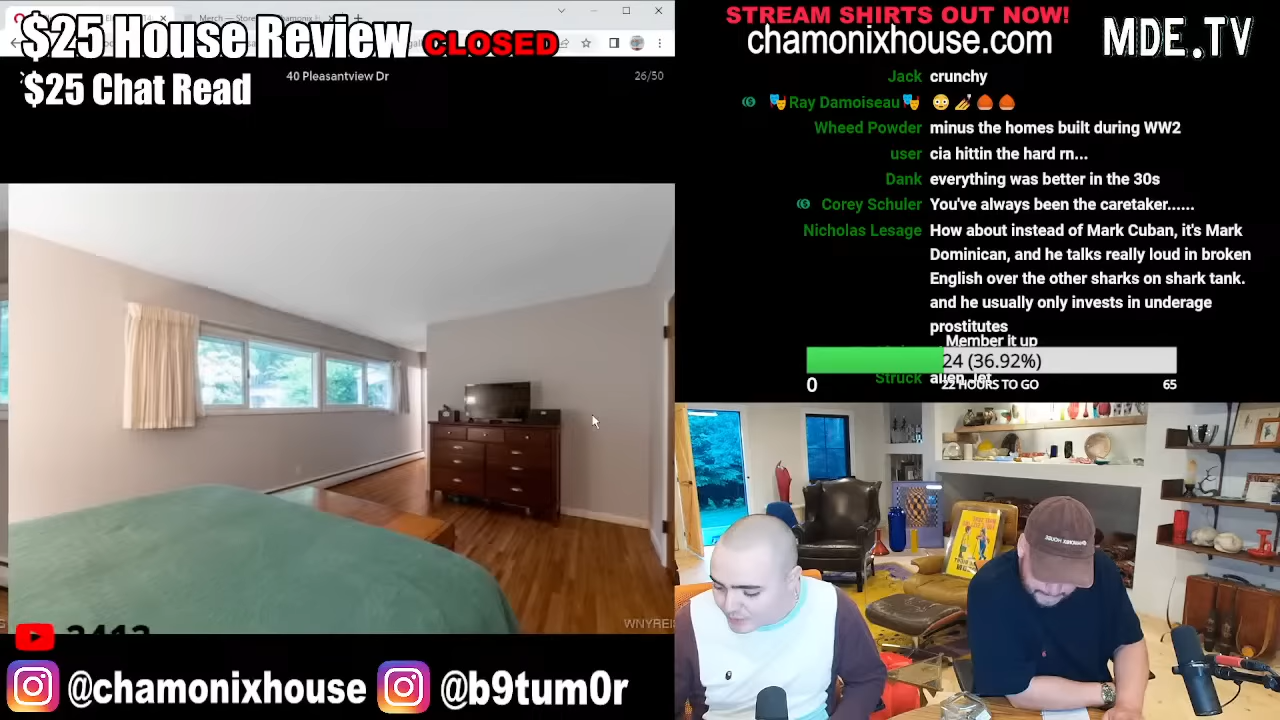 $25 House Review CLOSED
$25 Chat Read
Merch — Store
40 Pleasantview Dr
26/50
STREAM SHIRTS OUT NOW!
chamonixhouse.com
MDE.TV
Jack crunchy
Ray Damoiseau
Wheed Powder minus the homes built during WW2
user cia hittin the hard rn...
Dank everything was better in the 30s
Corey Schuler You've always been the caretaker......
Nicholas Lesage How about instead of Mark Cuban, it's Mark
Dominican, and he talks really loud in broken
English over the other sharks on shark tank.
and he usually only invests in underage
prostitutes
Member it up
24 (36.92%)
Struck
0
22 HOURS TO GO
65
WNYREIS
@chamonixhouse
@b9tum0r